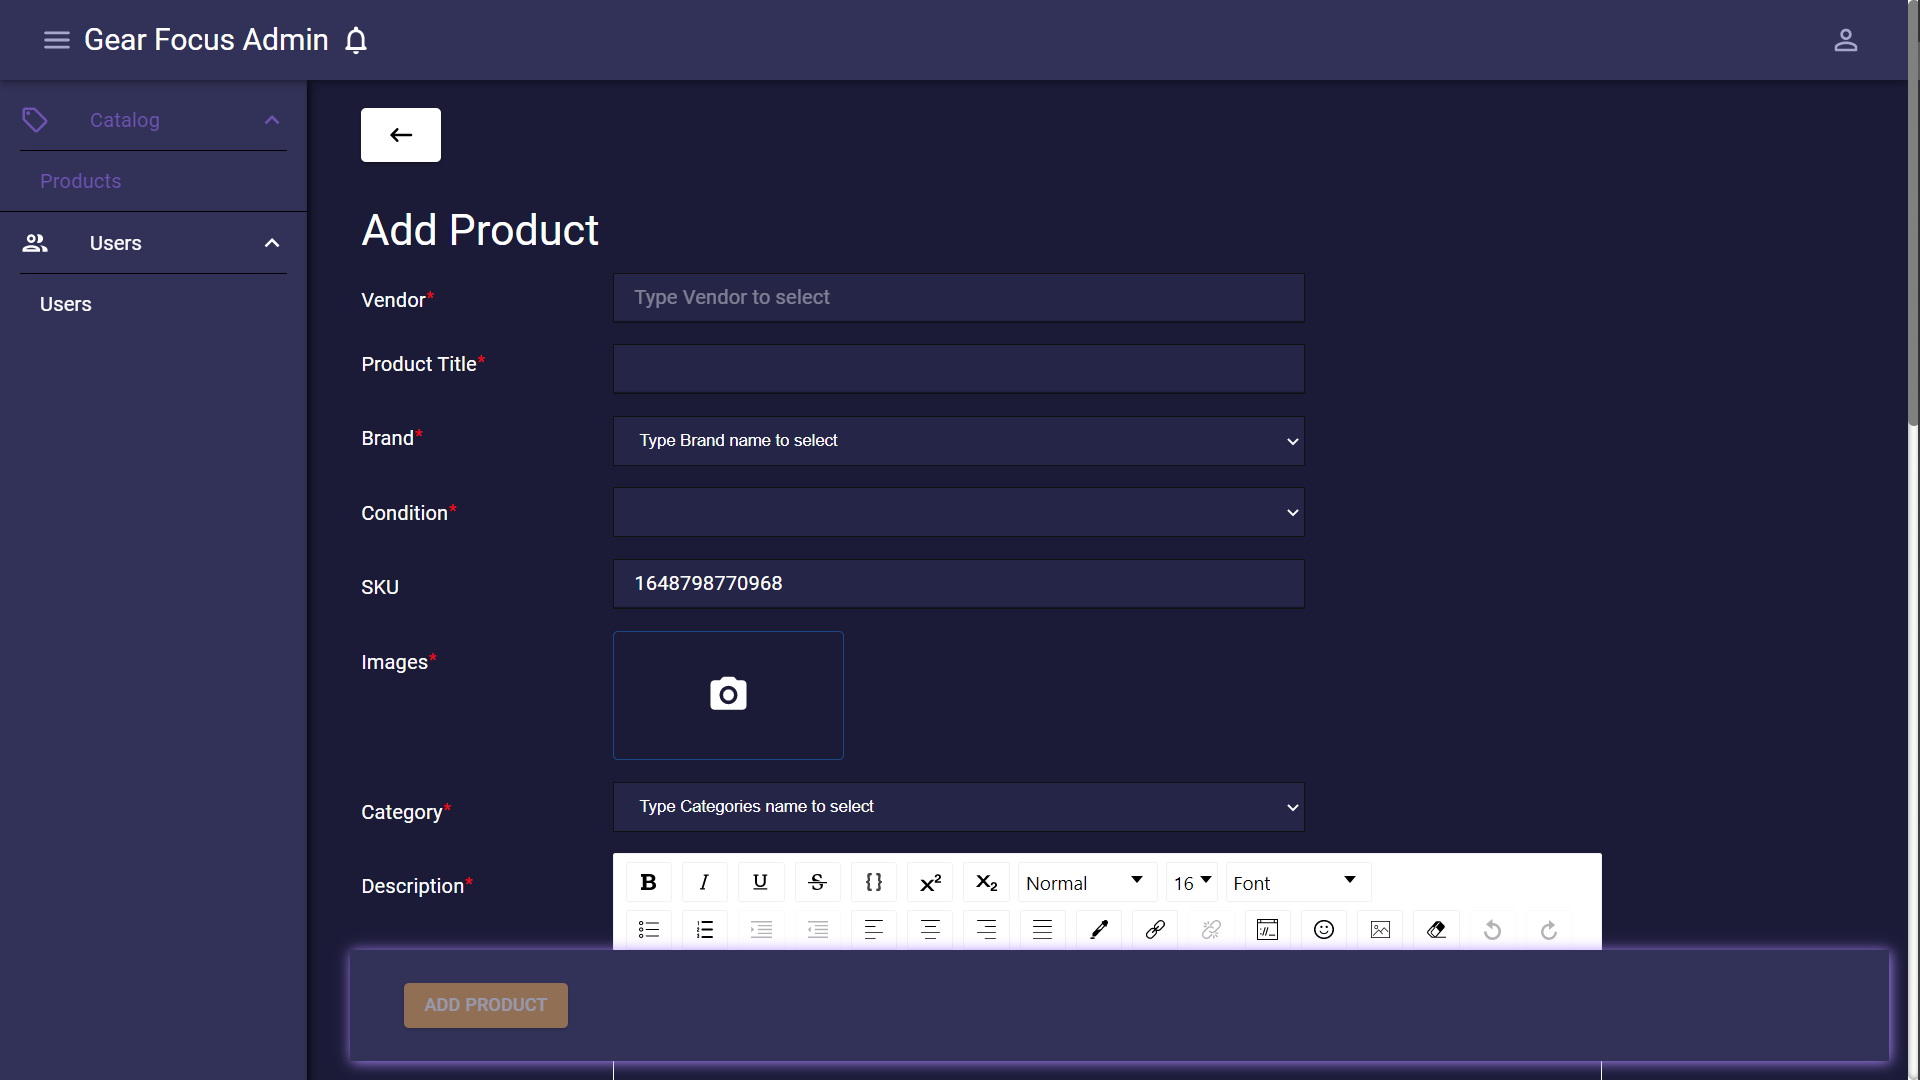 Gear Focus Admin
Catalog
Products
Users
Users
Add Product
Vendor*
Type Vendor to select
Product Title*
Brand*
Type Brand name to select
Condition*
SKU
1648798770968
Images*
Category*
Type Categories name to select
Description*
B I U S {} x² x₂ Normal 16 Font
ADD PRODUCT